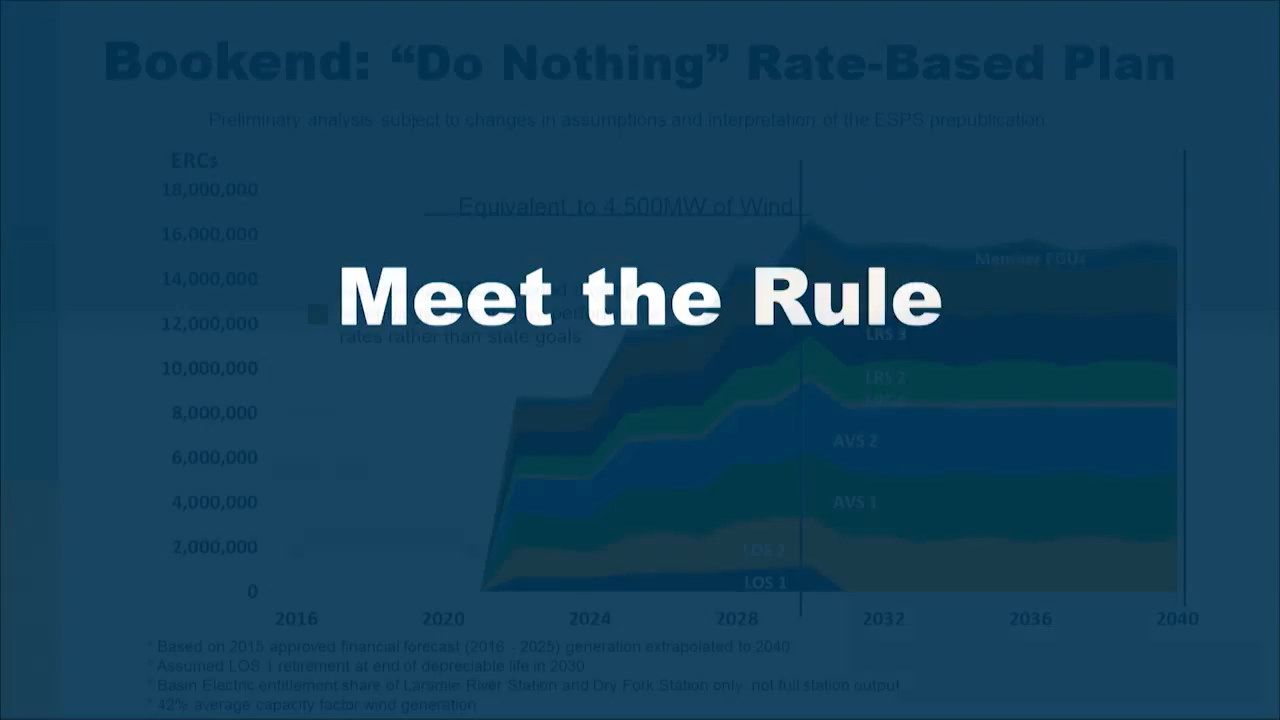 Bookend: “Do Nothing” Rate-Based Plan
Preliminary analysis subject to changes in assumptions and interpretation of the ESPS prepublication
ERCs
18,000,000
Equivalent to 4,500MW of Wind
16,000,000
Member EGUs
14,000,000
Meet the Rule
12,000,000
rates rather than state goals
LRS 3
10,000,000
LRS 2
8,000,000
AVS 2
6,000,000
4,000,000
AVS 1
2,000,000
LOS 2
LOS 1
0
2016 2020 2024 2028 2032 2036 2040
* Based on 2015 approved financial forecast (2016 - 2025) generation extrapolated to 2040
* Assumed LOS 1 retirement at end of depreciable life in 2030
* Basin Electric entitlement share of Laramie River Station and Dry Fork Station only, not full station output
* 42% average capacity factor wind generation